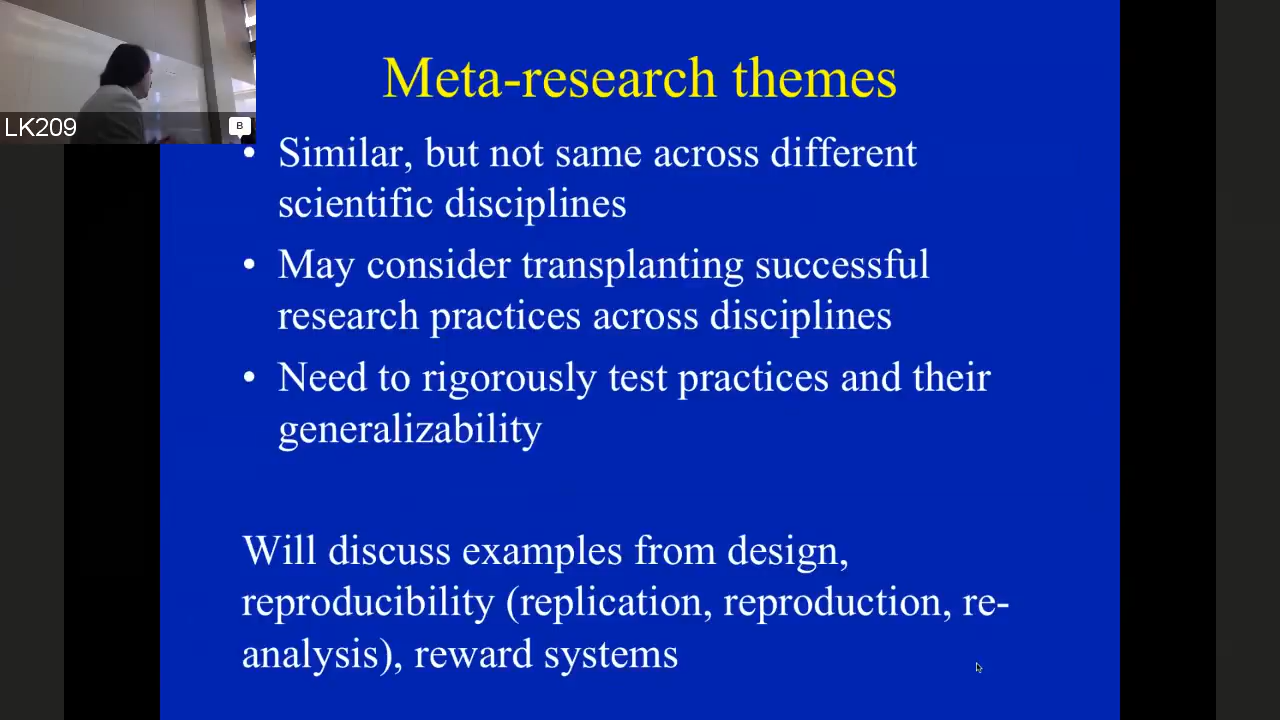 LK209
B
Meta-research themes
• Similar, but not same across different
scientific disciplines
• May consider transplanting successful
research practices across disciplines
• Need to rigorously test practices and their
generalizability
Will discuss examples from design,
reproducibility (replication, reproduction, re-
analysis), reward systems